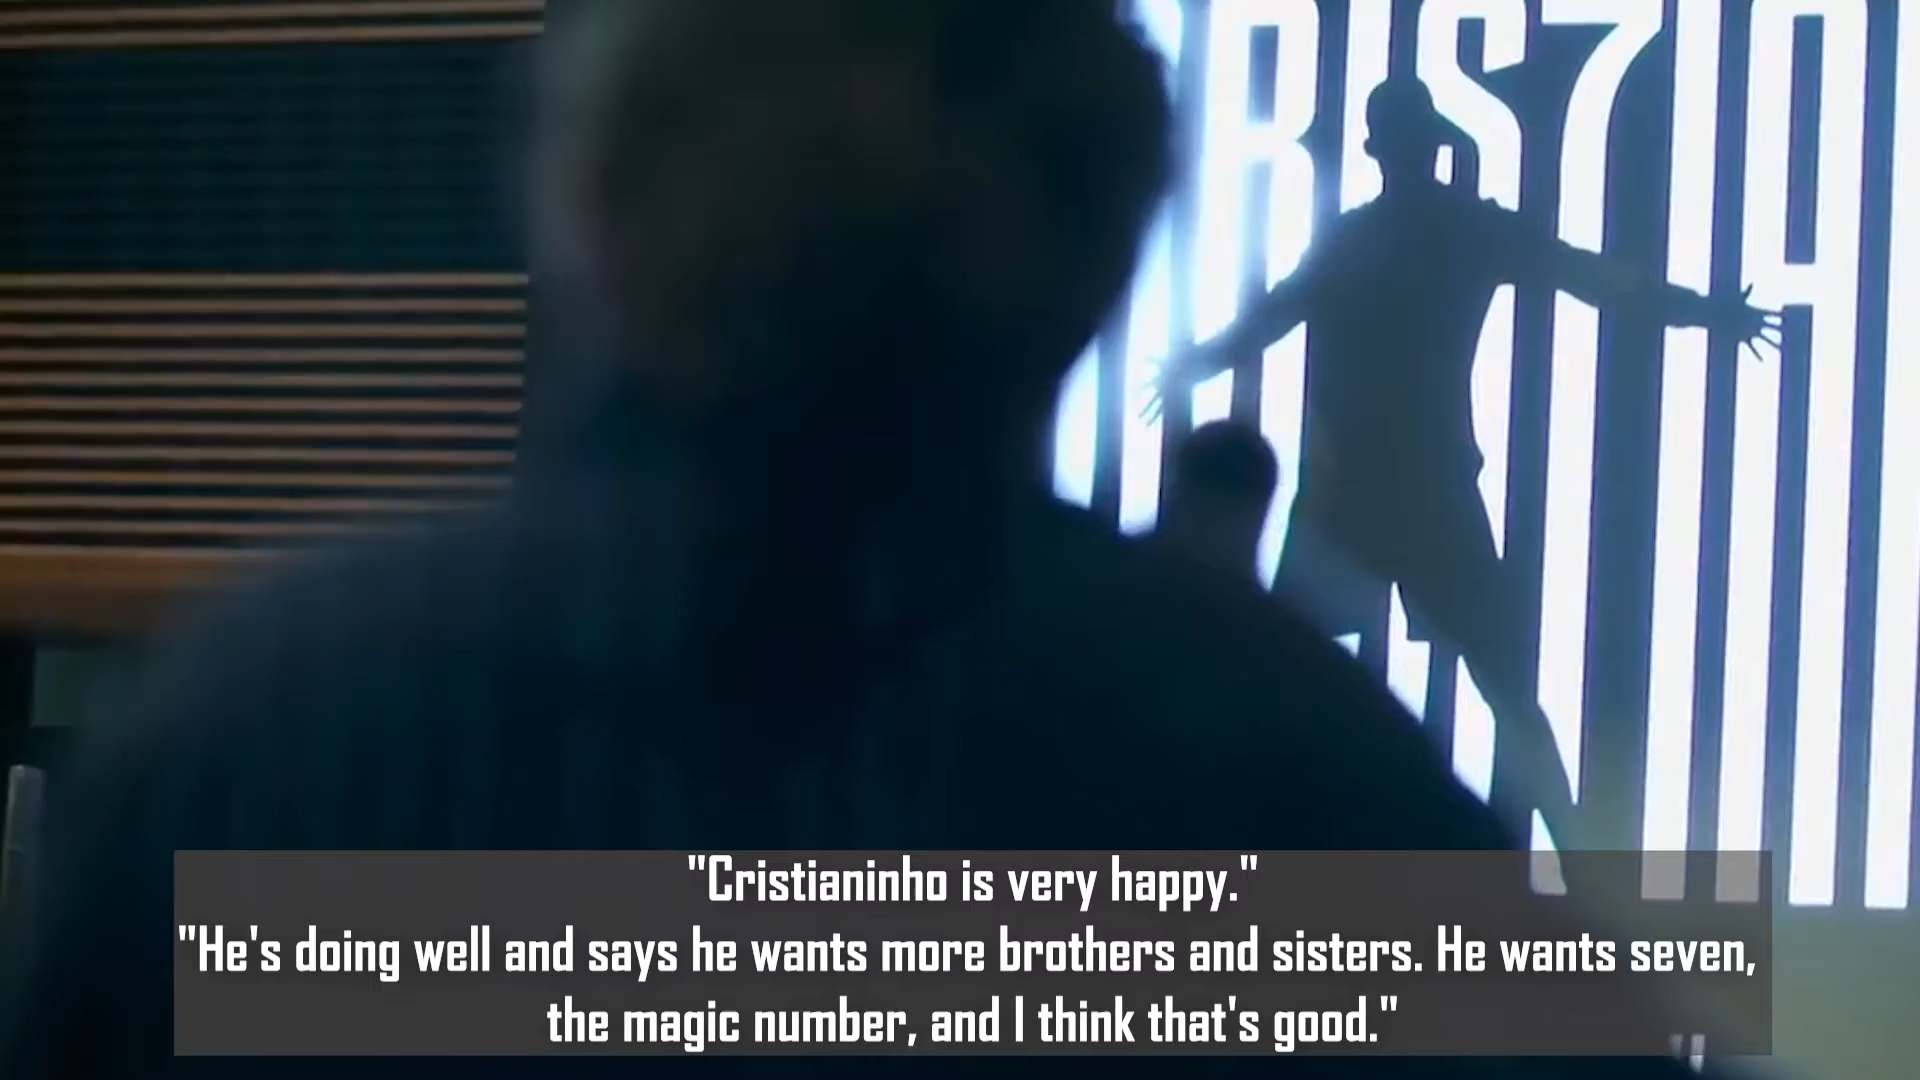 RIS7IA
"Cristianinho is very happy."
"He's doing well and says he wants more brothers and sisters. He wants seven,
the magic number, and I think that's good."